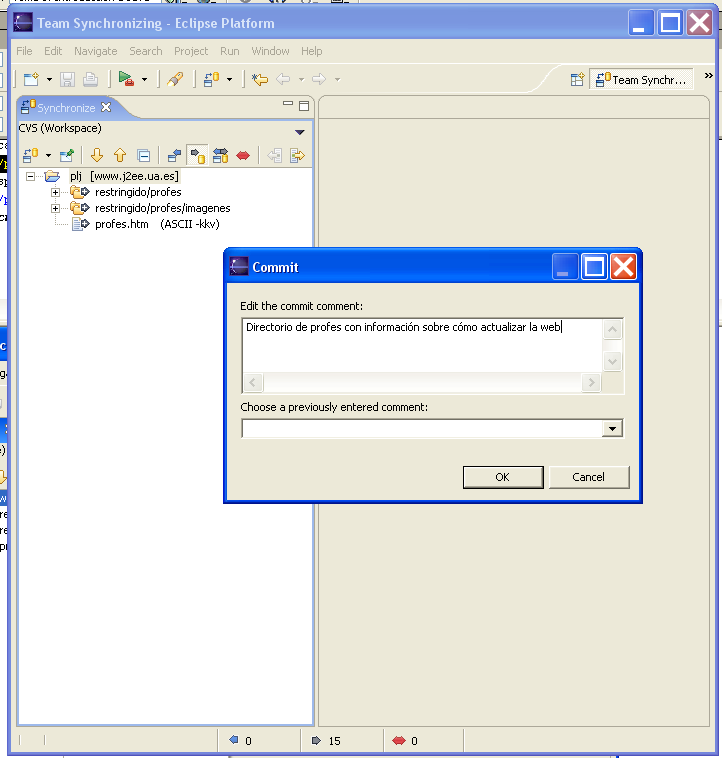 Team Synchronizing - Eclipse Platform
File Edit Navigate Search Project Run Window Help
Team Synchr... »
Synchronize
CVS (Workspace)
plj [www.j2ee.ua.es]
restringido/profes
restringido/profes/imagenes
profes.htm (ASCII -kkv)
Commit
Edit the commit comment:
Directorio de profes con información sobre cómo actualizar la web
Choose a previously entered comment:
OK Cancel
0 15 0